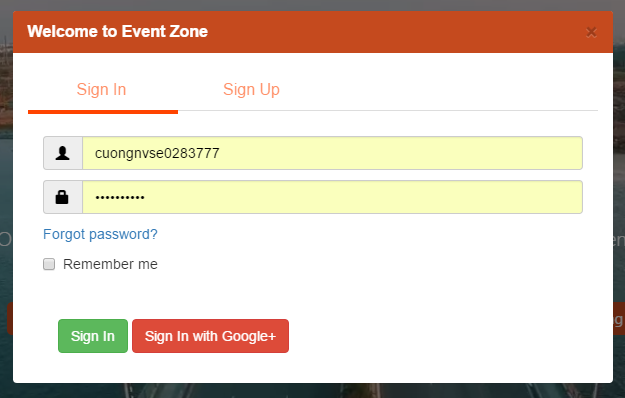 Welcome to Event Zone ×
Sign In Sign Up
cuongnvse0283777
••••••••••
Forgot password?
Remember me
Sign In Sign In with Google+